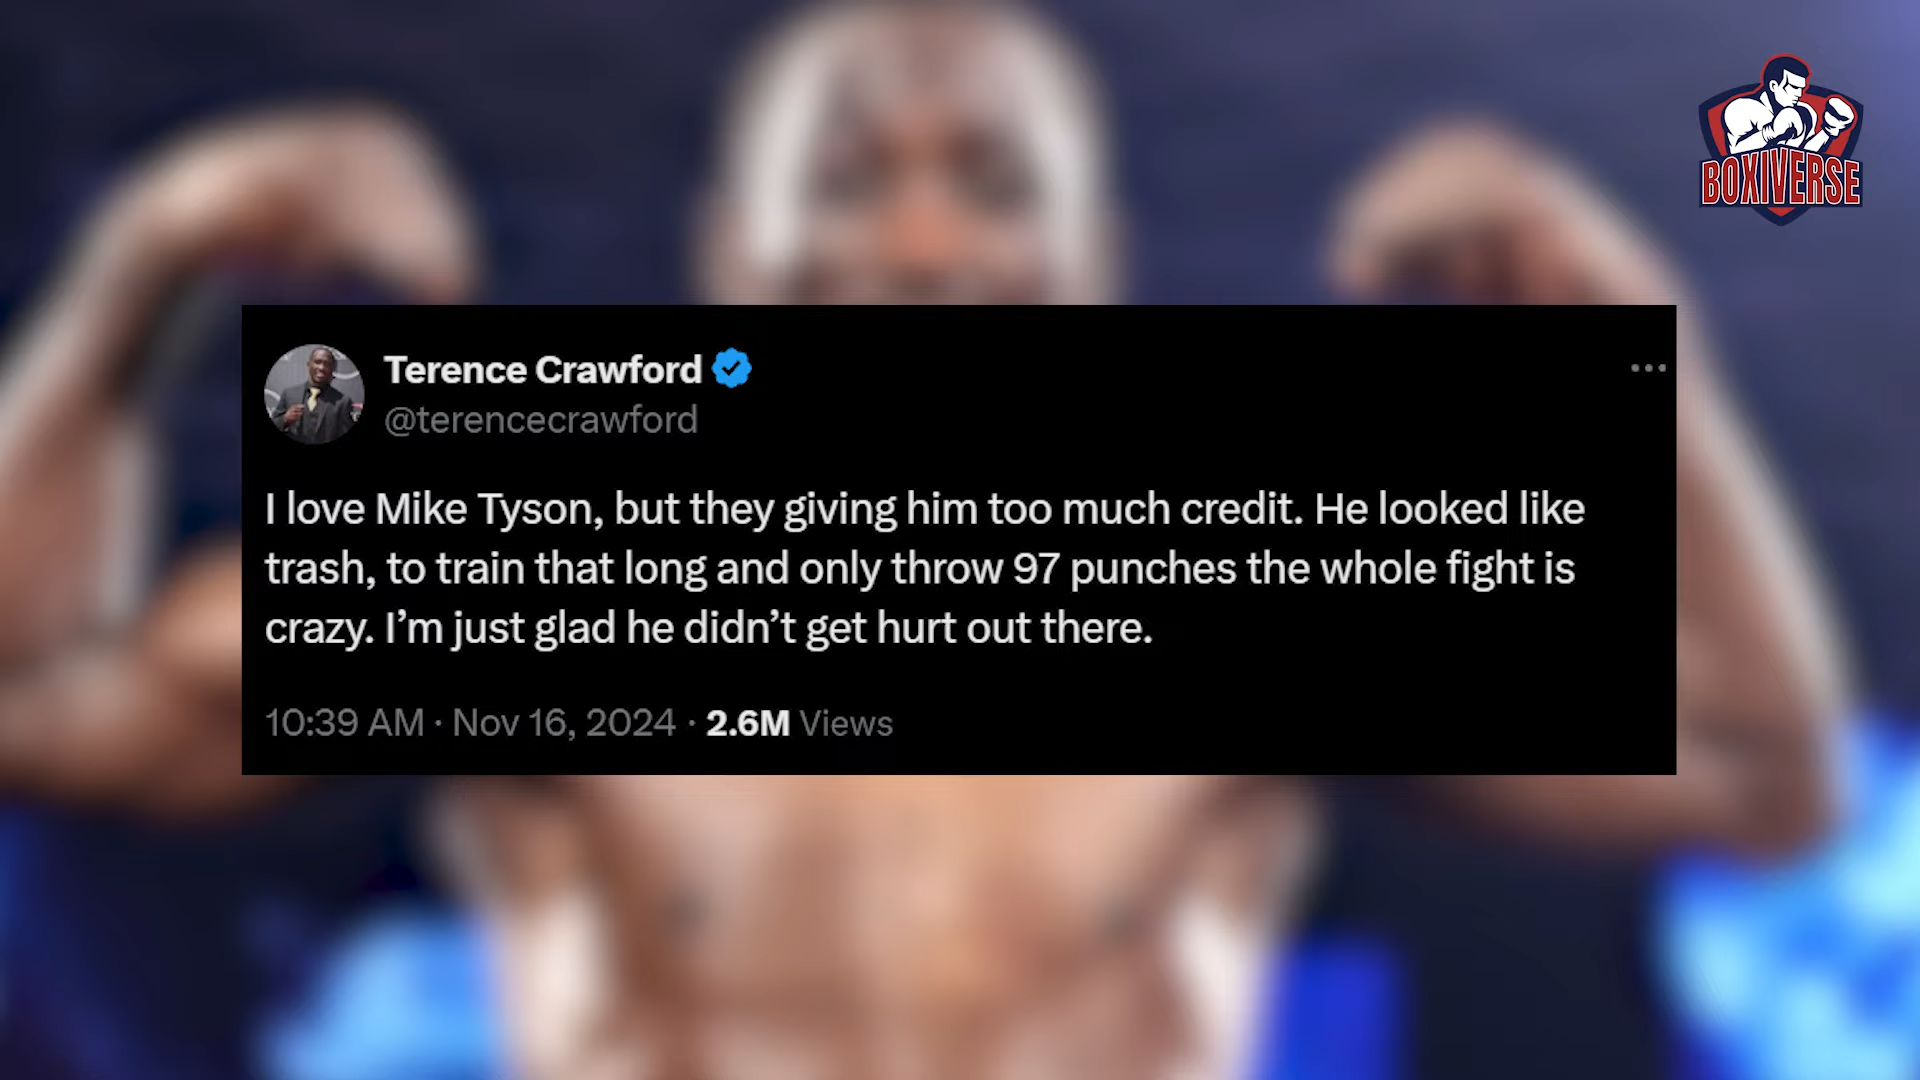 BOXIVERSE
Terence Crawford
@terencecrawford
I love Mike Tyson, but they giving him too much credit. He looked like
trash, to train that long and only throw 97 punches the whole fight is
crazy. I’m just glad he didn’t get hurt out there.
10:39 AM · Nov 16, 2024 · 2.6M Views